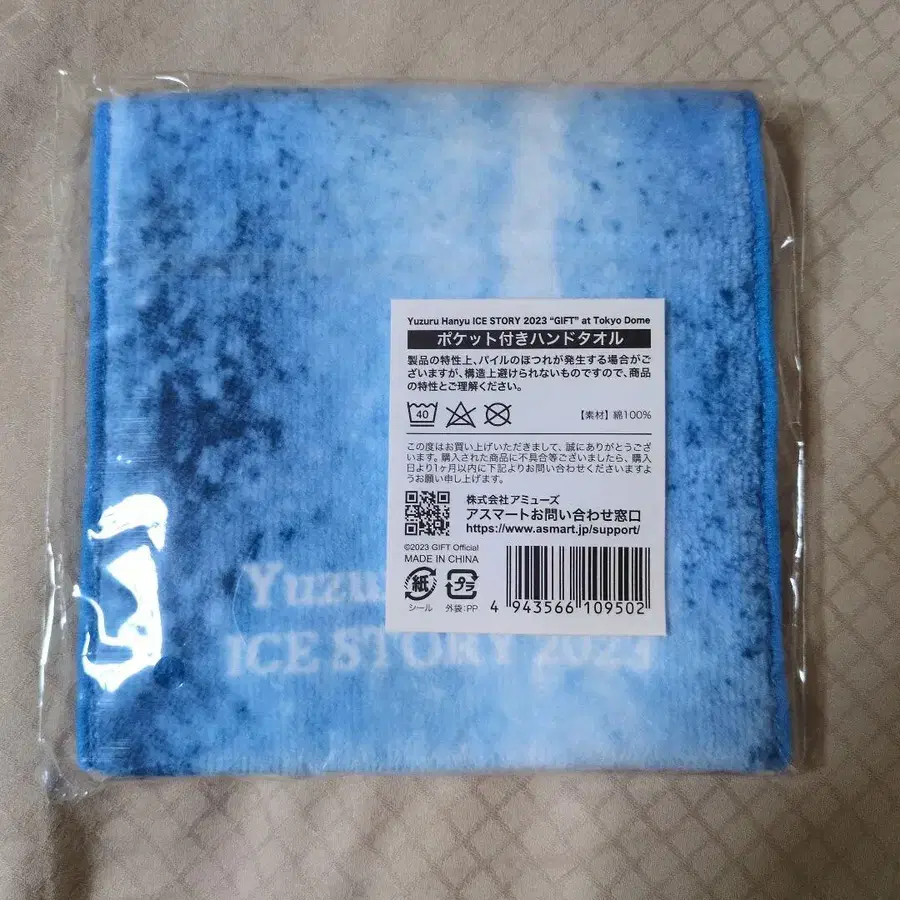 Yuzuru Hanyu ICE STORY 2023 “GIFT” at Tokyo Dome
ポケット付きハンドタオル
製品の特性上、パイルのほつれが発生する場合がご
ざいますが、構造上避けられないものですので、商品
の特性とご理解ください。
40
【素材】綿100%
この度はお買い上げいただきまして、誠にありがとうござ
います。購入された商品に不具合等ございましたら、購入
日より1ヶ月以内に下記よりお問い合わせくださいますよ
うお願い申し上げます。
株式会社アミューズ
アスマートお問い合わせ窓口
https://www.asmart.jp/support/
©2023 GIFT Official
MADE IN CHINA
紙
シール
プラ
外袋:PP
4 943566 109502
Yuzu
ICE STORY 2023